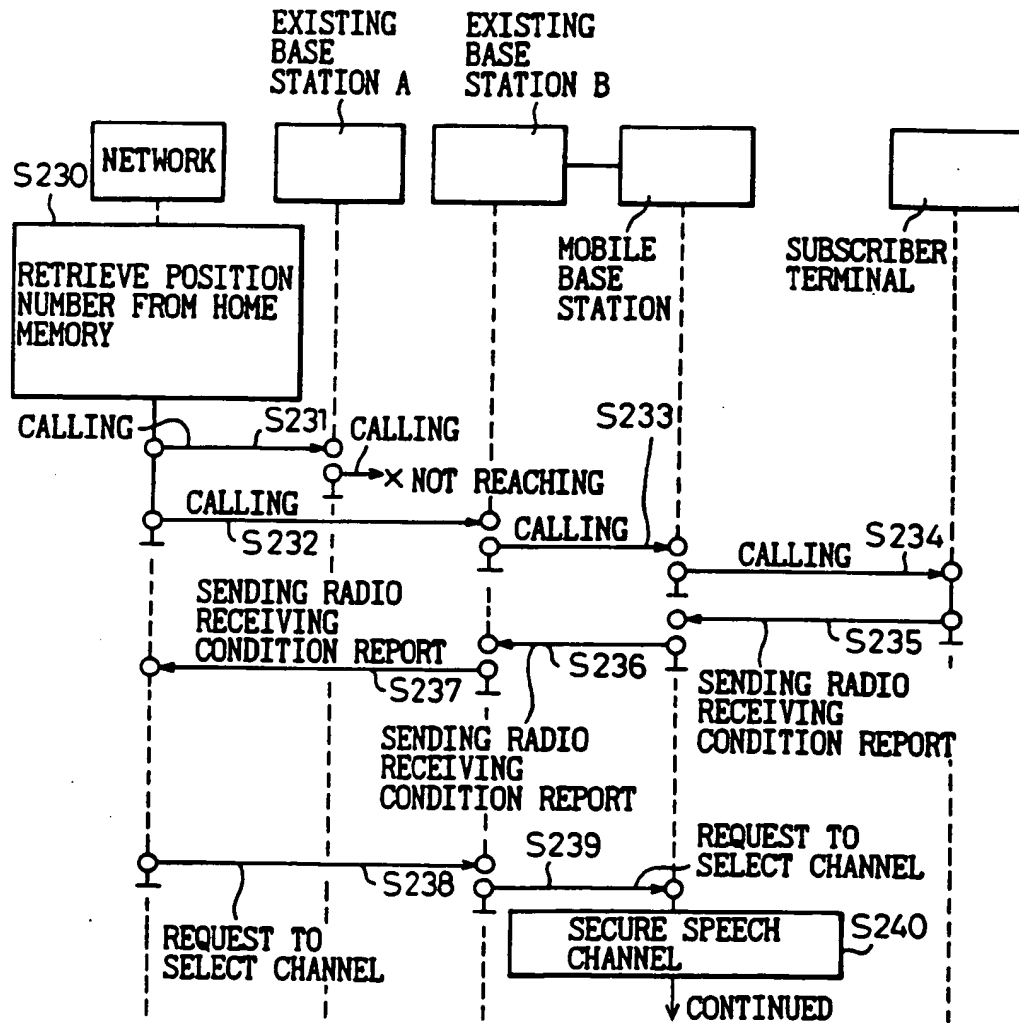 EXISTING
BASE
STATION A
EXISTING
BASE
STATION B
NETWORK
S230
MOBILE
BASE
STATION
SUBSCRIBER
TERMINAL
RETRIEVE POSITION
NUMBER FROM HOME
MEMORY
CALLING
S231
CALLING
× NOT REACHING
S233
CALLING
S232
CALLING
CALLING
S234
SENDING RADIO
RECEIVING
CONDITION REPORT
S237
S236
S235
SENDING RADIO
RECEIVING
CONDITION REPORT
SENDING RADIO
RECEIVING
CONDITION REPORT
S238
S239
REQUEST TO
SELECT CHANNEL
REQUEST TO
SELECT CHANNEL
SECURE SPEECH
CHANNEL
S240
CONTINUED